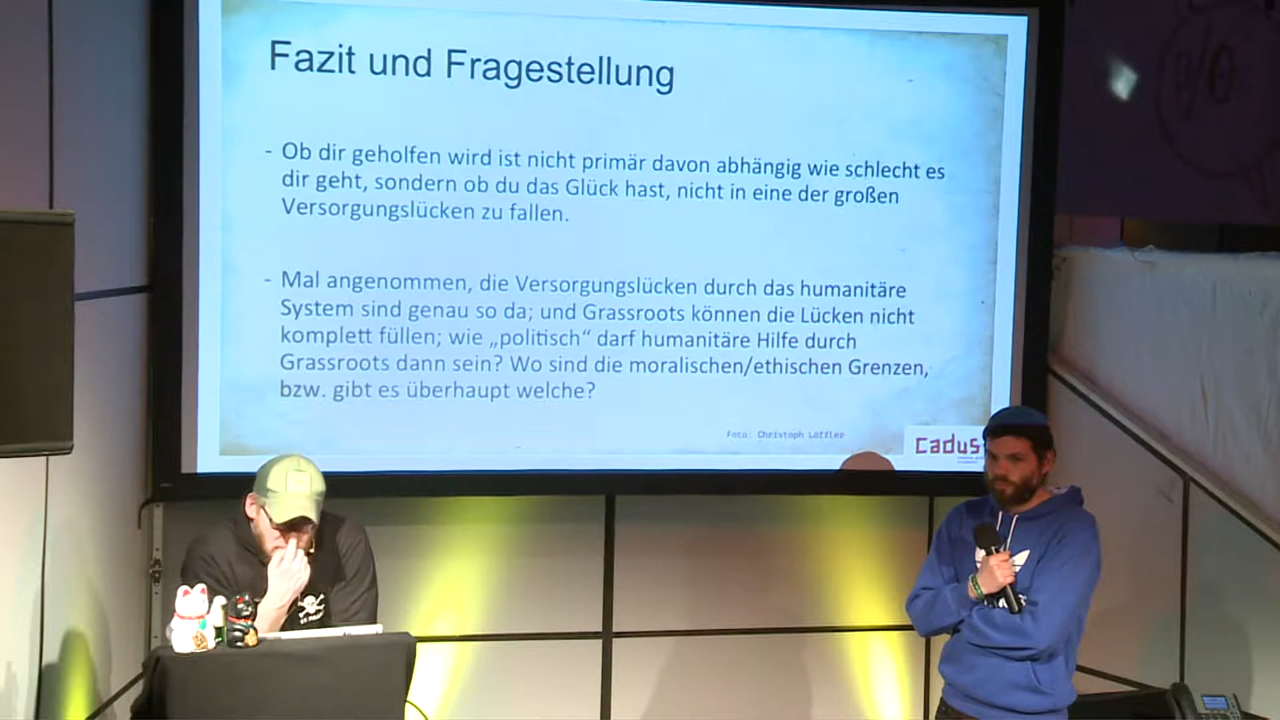 Fazit und Fragestellung
- Ob dir geholfen wird ist nicht primär davon abhängig wie schlecht es
dir geht, sondern ob du das Glück hast, nicht in eine der großen
Versorgungslücken zu fallen.
- Mal angenommen, die Versorgungslücken durch das humanitäre
System sind genau so da; und Grassroots können die Lücken nicht
komplett füllen; wie „politisch“ darf humanitäre Hilfe durch
Grassroots dann sein? Wo sind die moralischen/ethischen Grenzen,
bzw. gibt es überhaupt welche?
Foto: Christoph Löffler
cadus